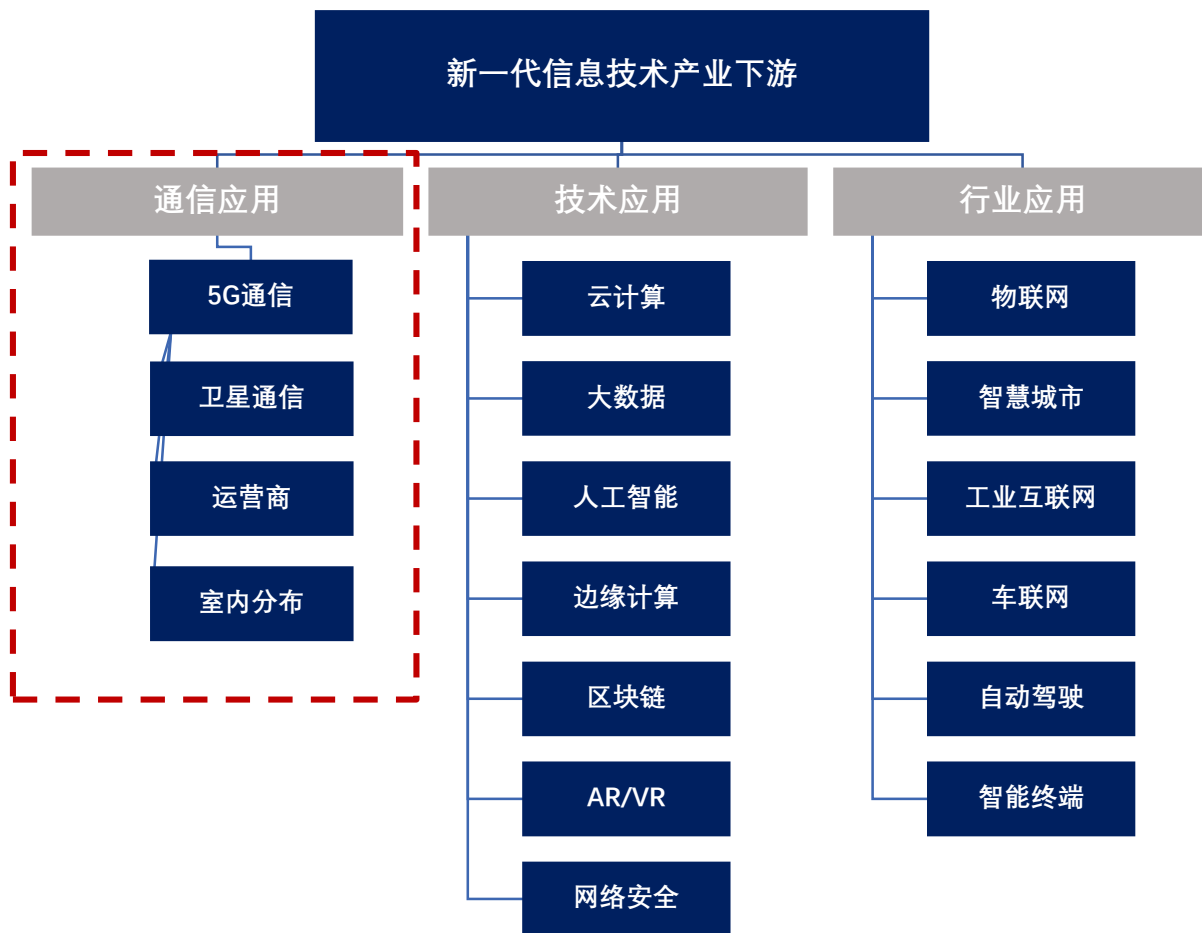 新一代信息技术产业下游
通信应用
5G通信
卫星通信
运营商
室内分布
技术应用
云计算
大数据
人工智能
边缘计算
区块链
AR/VR
网络安全
行业应用
物联网
智慧城市
工业互联网
车联网
自动驾驶
智能终端